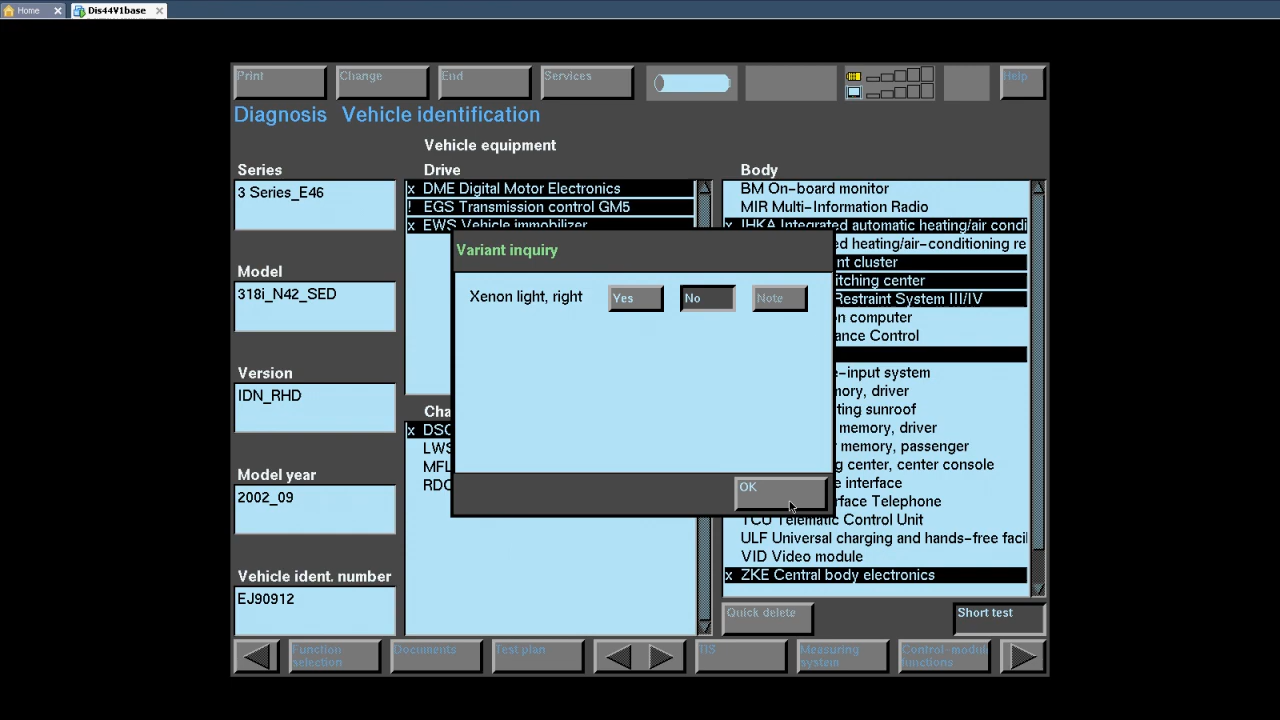 Home
Dis44V1base
Print
Change
End
Services
Help
Diagnosis Vehicle identification
Vehicle equipment
Series
Drive
Body
3 Series_E46
x DME Digital Motor Electronics
! EGS Transmission control GM5
x EWS Vehicle immobilizer
BM On-board monitor
MIR Multi-Information Radio
x IHKA Integrated automatic heating/air condi
ed heating/air-conditioning re
nt cluster
itching center
Restraint System III/IV
n computer
ance Control
e-input system
mory, driver
ting sunroof
memory, driver
memory, passenger
g center, center console
e interface
rface Telephone
TCU Telematic Control Unit
ULF Universal charging and hands-free facil
VID Video module
x ZKE Central body electronics
Variant inquiry
Xenon light, right
Yes
No
Note
OK
Model
318i_N42_SED
Version
IDN_RHD
Cha
x DSC
LWS
MFL
RDC
Model year
2002_09
Vehicle ident. number
EJ90912
Quick delete
Short test
Function
selection
Documents
Test plan
TIS
Measuring
system
Control-modul
functions